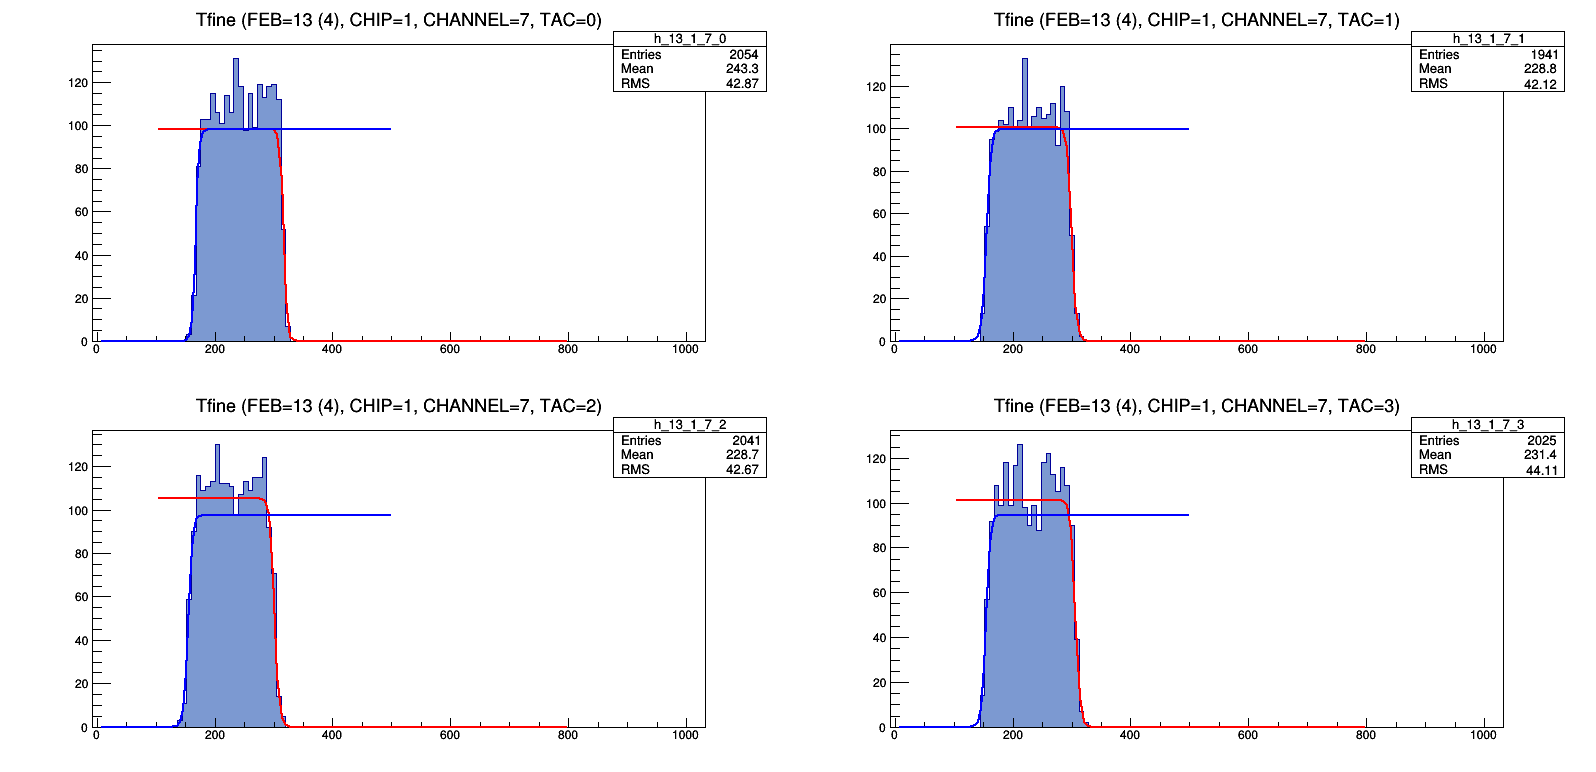 Tfine (FEB=13 (4), CHIP=1, CHANNEL=7, TAC=0)
h_13_1_7_0
Entries 2054
Mean 243.3
RMS 42.87
120
100
80
60
40
20
0
0 200 400 600 800 1000
Tfine (FEB=13 (4), CHIP=1, CHANNEL=7, TAC=1)
h_13_1_7_1
Entries 1941
Mean 228.8
RMS 42.12
120
100
80
60
40
20
0
0 200 400 600 800 1000
Tfine (FEB=13 (4), CHIP=1, CHANNEL=7, TAC=2)
h_13_1_7_2
Entries 2041
Mean 228.7
RMS 42.67
120
100
80
60
40
20
0
0 200 400 600 800 1000
Tfine (FEB=13 (4), CHIP=1, CHANNEL=7, TAC=3)
h_13_1_7_3
Entries 2025
Mean 231.4
RMS 44.11
120
100
80
60
40
20
0
0 200 400 600 800 1000